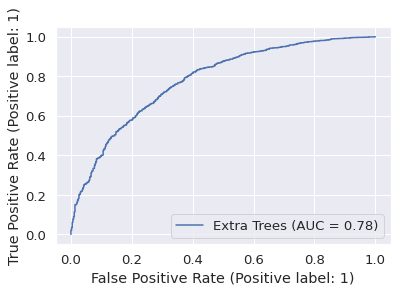 True Positive Rate (Positive label: 1)
1.0
0.8
0.6
0.4
0.2
0.0
Extra Trees (AUC = 0.78)
0.0 0.2 0.4 0.6 0.8 1.0
False Positive Rate (Positive label: 1)